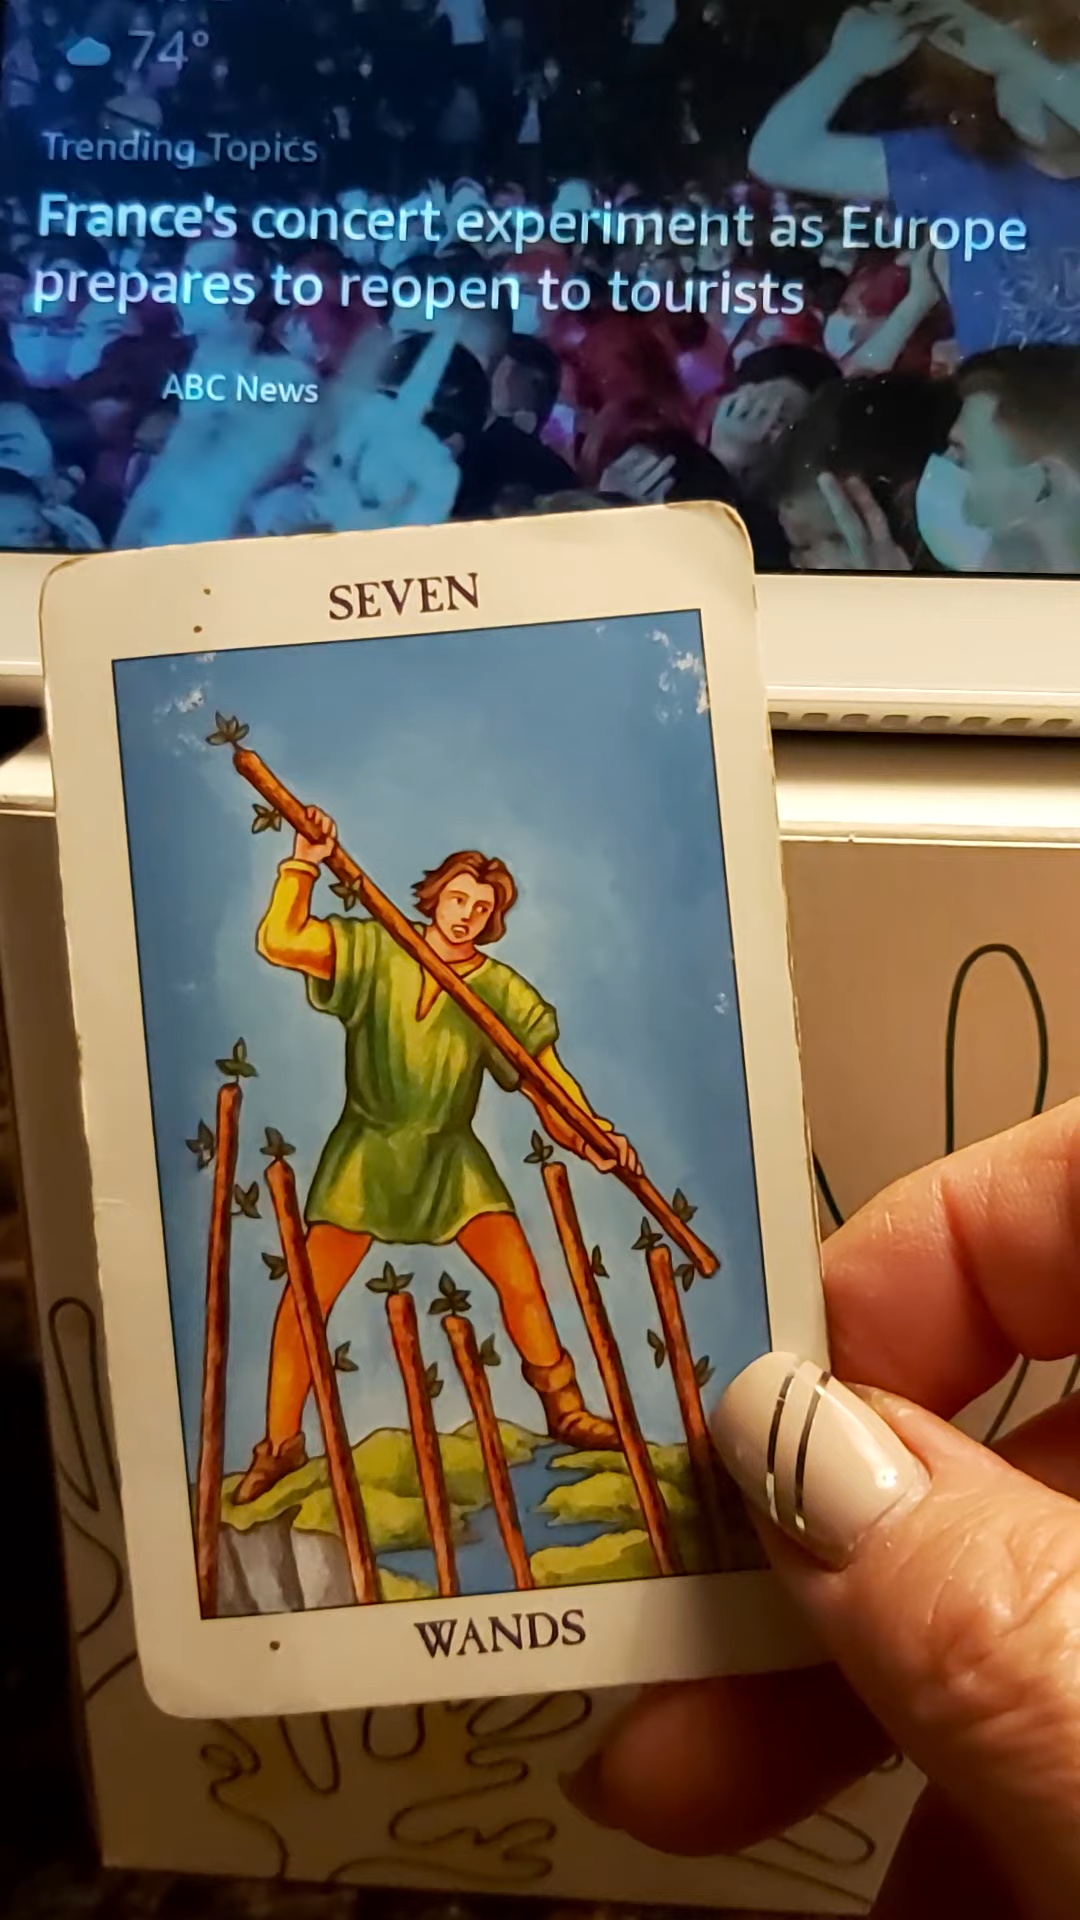 74°
Trending Topics
France's concert experiment as Europe
prepares to reopen to tourists
ABC News
SEVEN
WANDS